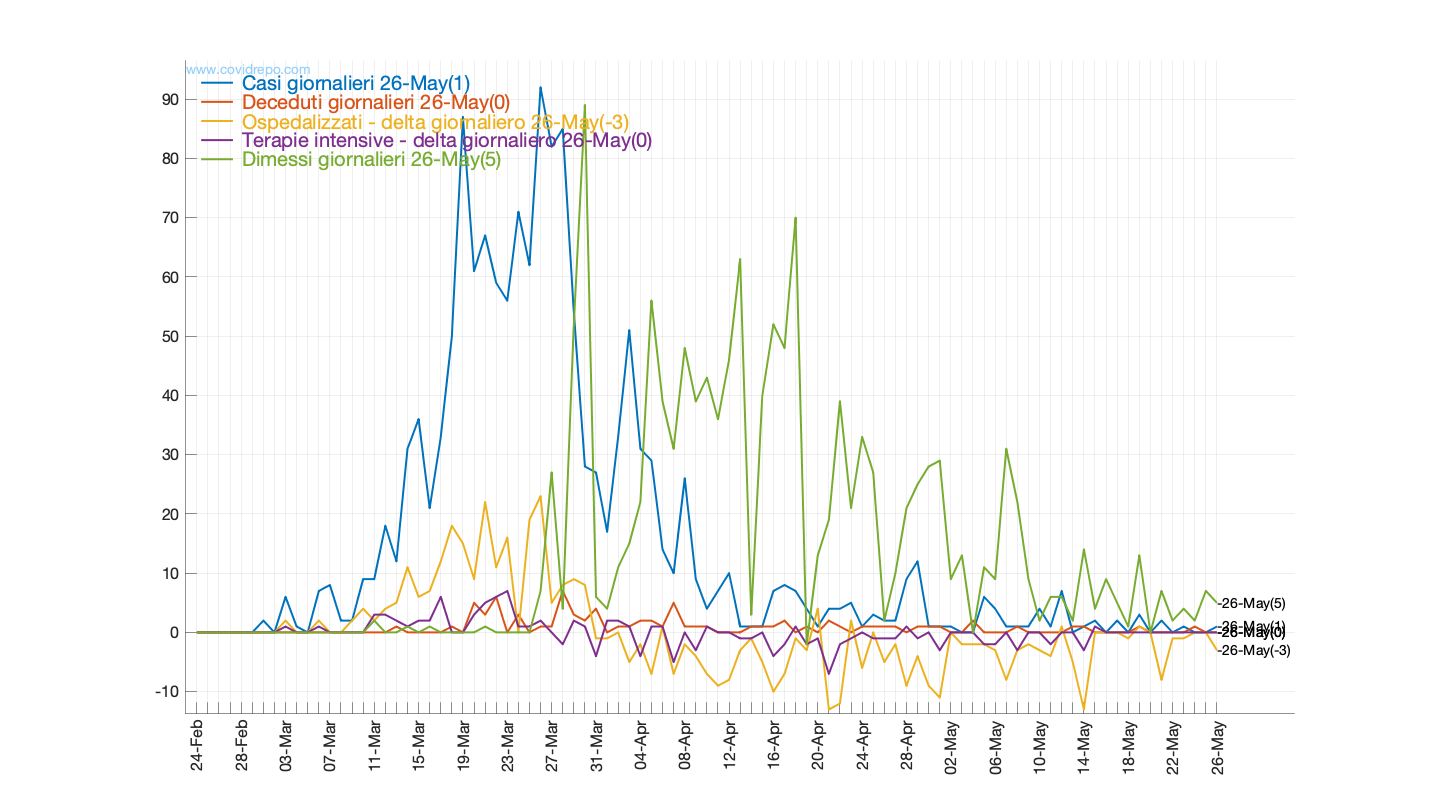 www.covidrepo.com
Casi giornalieri 26-May(1)
Deceduti giornalieri 26-May(0)
Ospedalizzati - delta giornaliero 26-May(-3)
Terapie intensive - delta giornaliero 26-May(0)
Dimessi giornalieri 26-May(5)
90
80
70
60
50
40
30
20
10
0
-10
-26-May(5)
-26-May(1)
-26-May(0)
-26-May(-3)
24-Feb
28-Feb
03-Mar
07-Mar
11-Mar
15-Mar
19-Mar
23-Mar
27-Mar
31-Mar
04-Apr
08-Apr
12-Apr
16-Apr
20-Apr
24-Apr
28-Apr
02-May
06-May
10-May
14-May
18-May
22-May
26-May